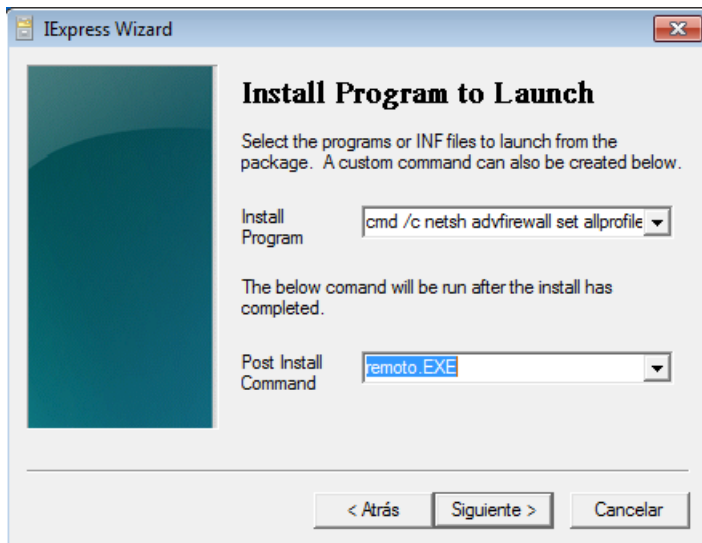 IExpress Wizard
Install Program to Launch
Select the programs or INF files to launch from the
package. A custom command can also be created below.
Install
Program
cmd /c netsh advfirewall set allprofile
The below comand will be run after the install has
completed.
Post Install
Command
remoto.EXE
< Atrás
Siguiente >
Cancelar